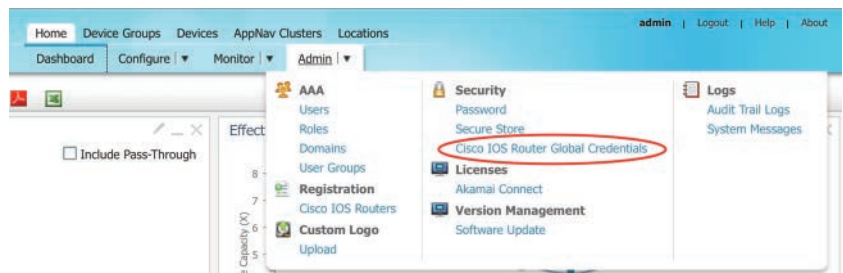 admin | Logout | Help | About
Home Device Groups Devices AppNav Clusters Locations
Dashboard Configure | ▼ Monitor | ▼ Admin | ▼
Include Pass-Through
Effect
8
7
6
5
Capacity (X)
AAA
Users
Roles
Domains
User Groups
Registration
Cisco IOS Routers
Custom Logo
Upload
Security
Password
Secure Store
Cisco IOS Router Global Credentials
Licenses
Akamai Connect
Version Management
Software Update
Logs
Audit Trail Logs
System Messages